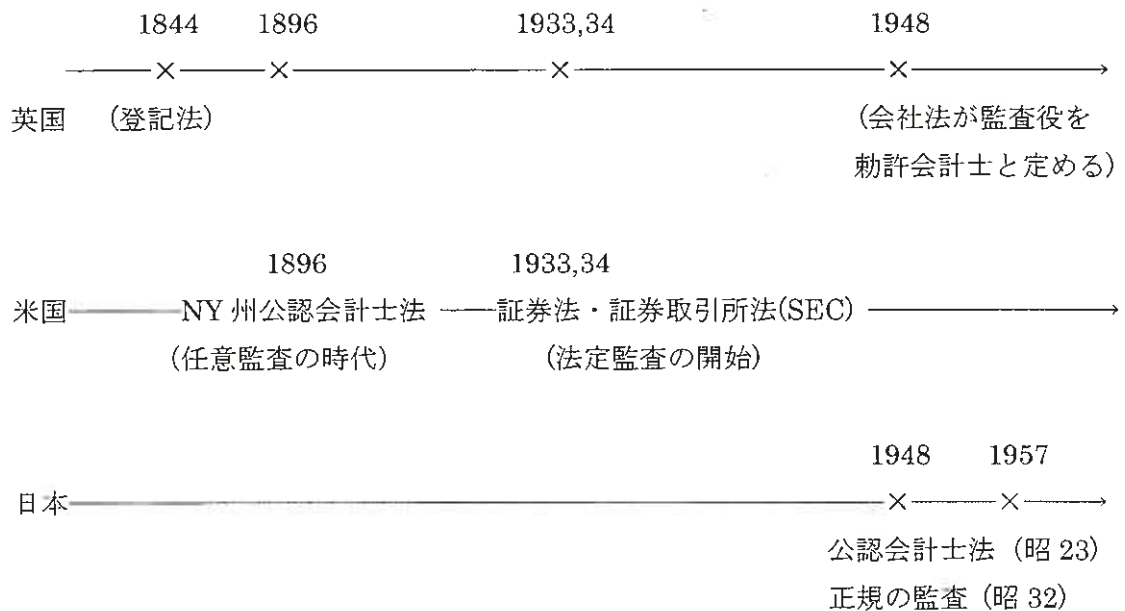 1844 1896 1933,34 1948
英国 (登記法) (会社法が監査役を
勅許会計士と定める)
1896 1933,34
米国 NY 州公認会計士法 証券法・証券取引所法(SEC)
(任意監査の時代) (法定監査の開始)
1948 1957
日本
公認会計士法 (昭 23)
正規の監査 (昭 32)